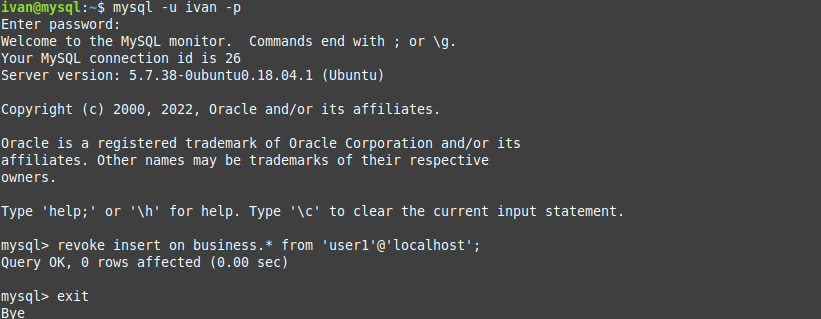 ivan@mysql:~$ mysql -u ivan -p
Enter password:
Welcome to the MySQL monitor.  Commands end with ; or \g.
Your MySQL connection id is 26
Server version: 5.7.38-0ubuntu0.18.04.1 (Ubuntu)
Copyright (c) 2000, 2022, Oracle and/or its affiliates.
Oracle is a registered trademark of Oracle Corporation and/or its
affiliates. Other names may be trademarks of their respective
owners.
Type 'help;' or '\h' for help. Type '\c' to clear the current input statement.
mysql> revoke insert on business.* from 'user1'@'localhost';
Query OK, 0 rows affected (0.00 sec)
mysql> exit
Bye